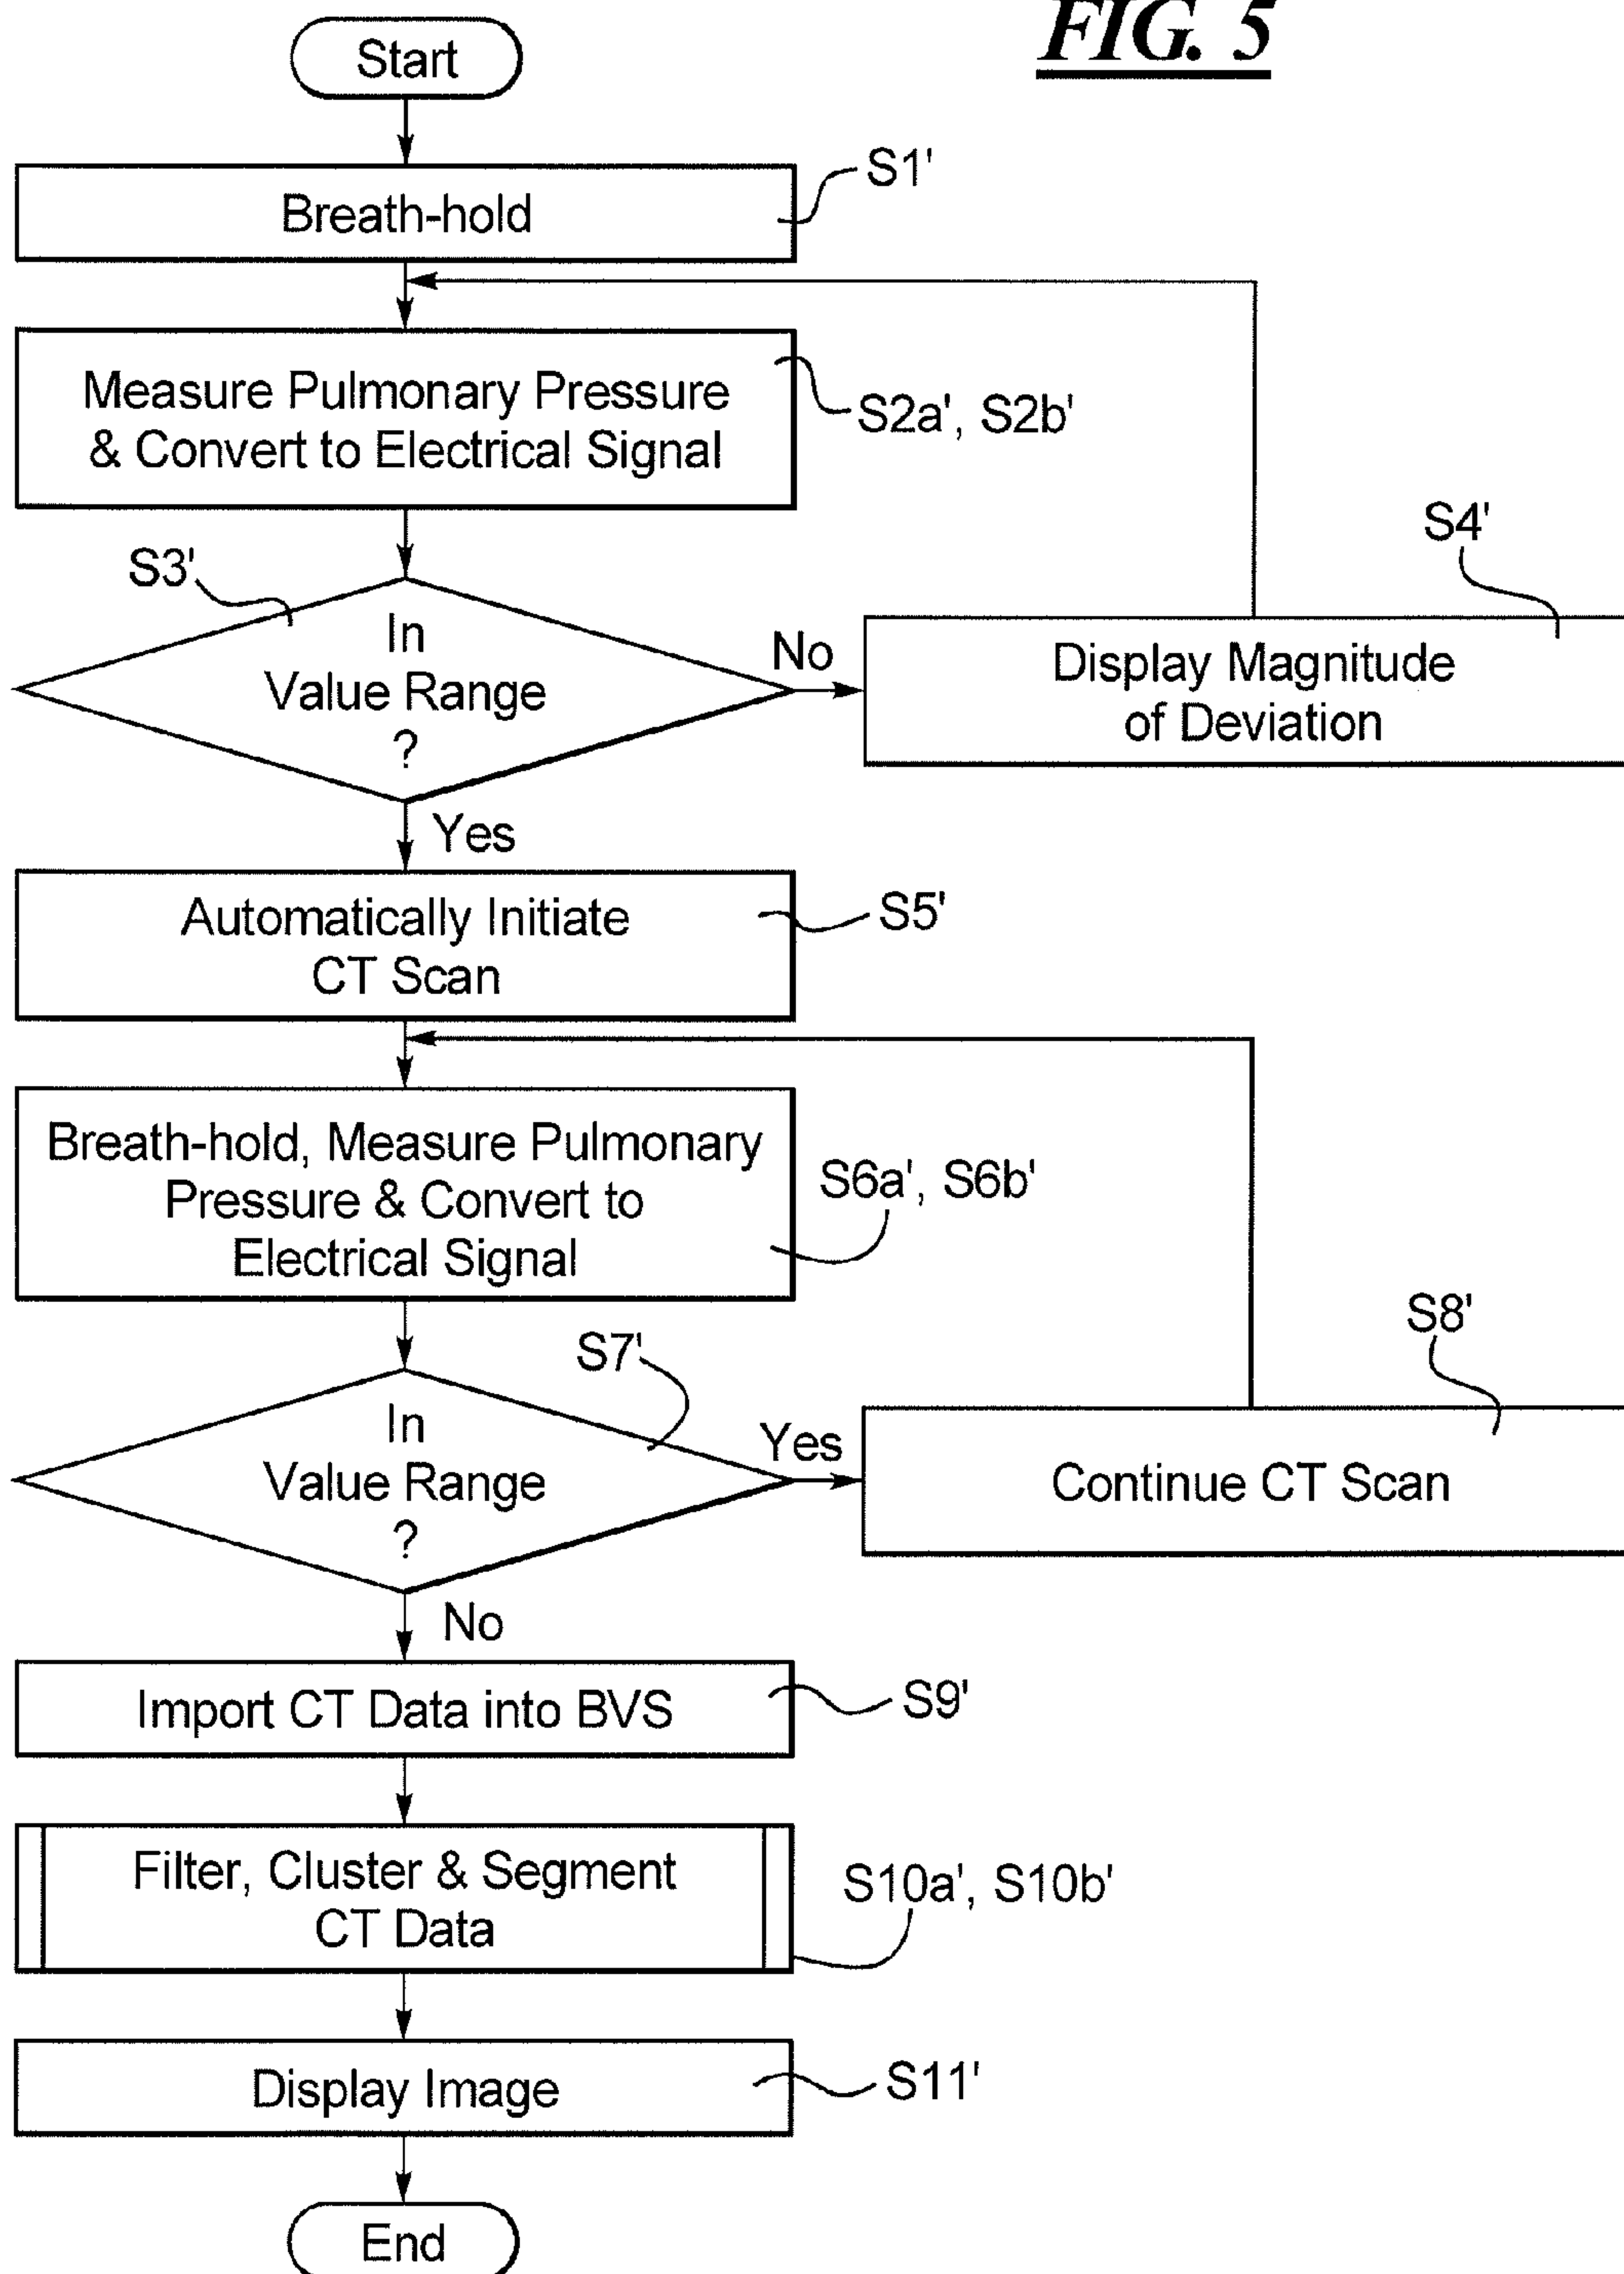 FIG. 5
Start
S1'
Breath-hold
Measure Pulmonary Pressure
& Convert to Electrical Signal
S2a', S2b'
S4'
S3'
In
Value Range
?
No
Display Magnitude
of Deviation
Yes
Automatically Initiate
CT Scan
S5'
Breath-hold, Measure Pulmonary
Pressure & Convert to
Electrical Signal
S6a', S6b'
S8'
S7'
In
Value Range
?
Yes
Continue CT Scan
No
Import CT Data into BVS
S9'
Filter, Cluster & Segment
CT Data
S10a', S10b'
Display Image
S11'
End